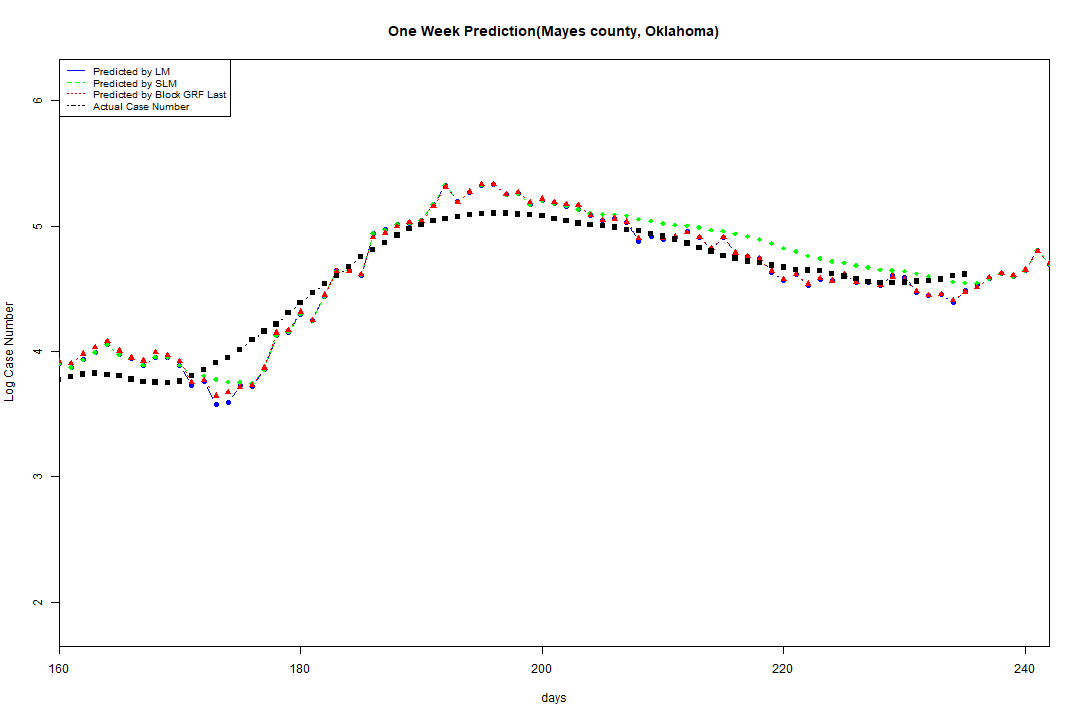 One Week Prediction(Mayes county, Oklahoma)
Predicted by LM
Predicted by SLM
Predicted by Block GRF Last
Actual Case Number
6
5
4
3
2
Log Case Number
160 180 200 220 240
days